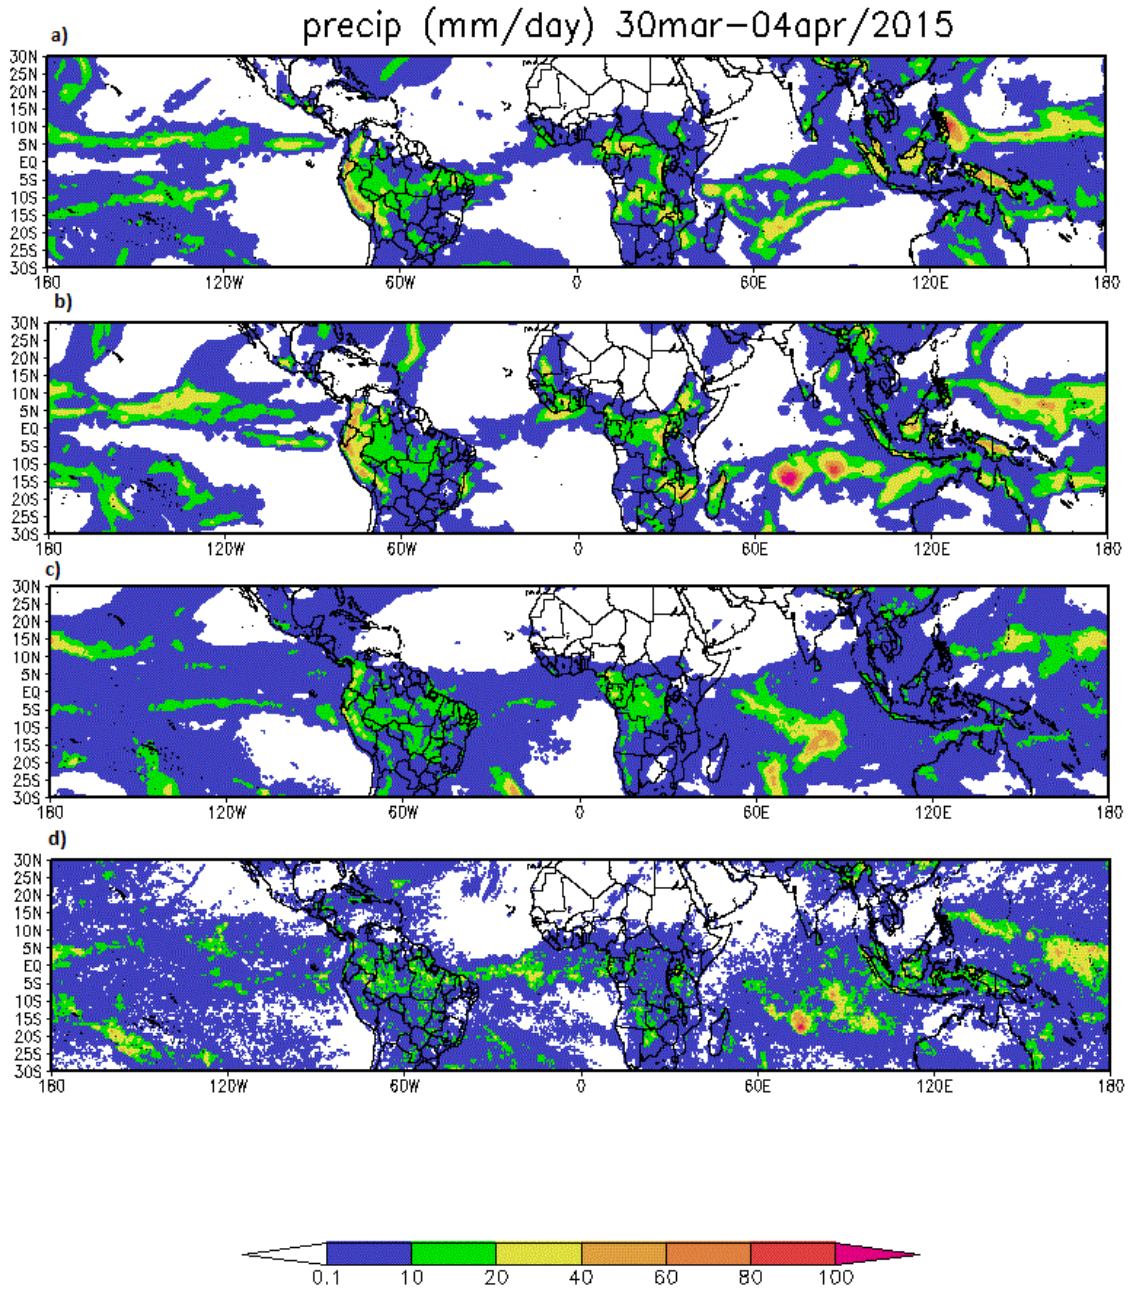 precip (mm/day) 30mar-04apr/2015
a)
30N
25N
20N
15N
10N
5N
EQ
5S
10S
15S
20S
25S
30S
180 120W 60W 0 60E 120E 180
b)
30N
25N
20N
15N
10N
5N
EQ
5S
10S
15S
20S
25S
30S
180 120W 60W 0 60E 120E 180
c)
30N
25N
20N
15N
10N
5N
EQ
5S
10S
15S
20S
25S
30S
180 120W 60W 0 60E 120E 180
d)
30N
25N
20N
15N
10N
5N
EQ
5S
10S
15S
20S
25S
30S
180 120W 60W 0 60E 120E 180
0.1 10 20 40 60 80 100